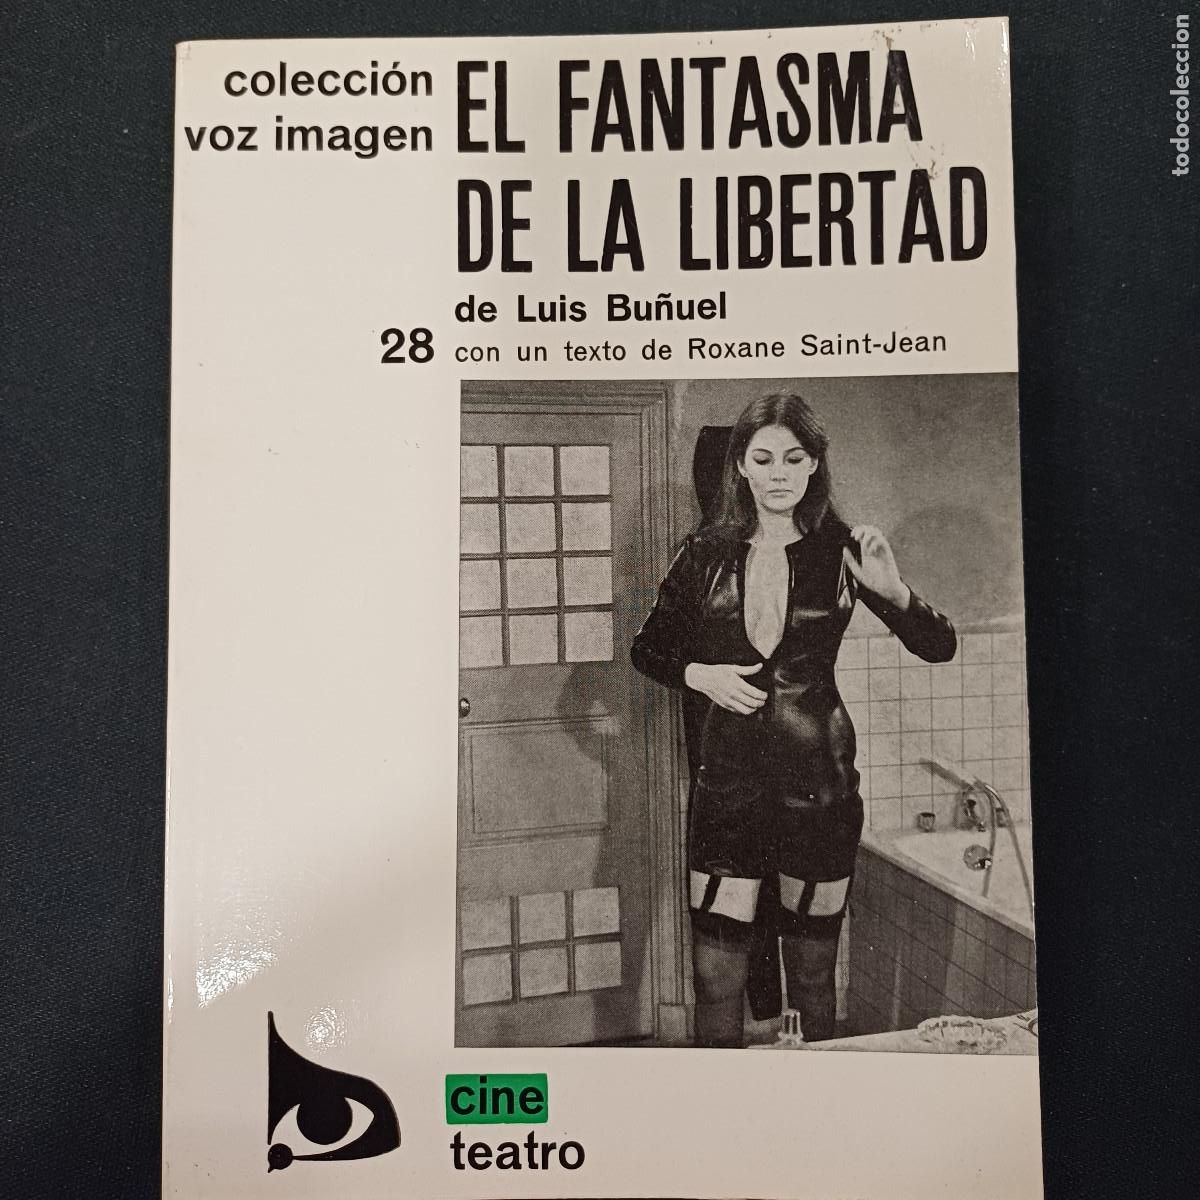 colección
voz imagen
EL FANTASMA
DE LA LIBERTAD
de Luis Buñuel
28
con un texto de Roxane Saint-Jean
cine
teatro
todocoleccion